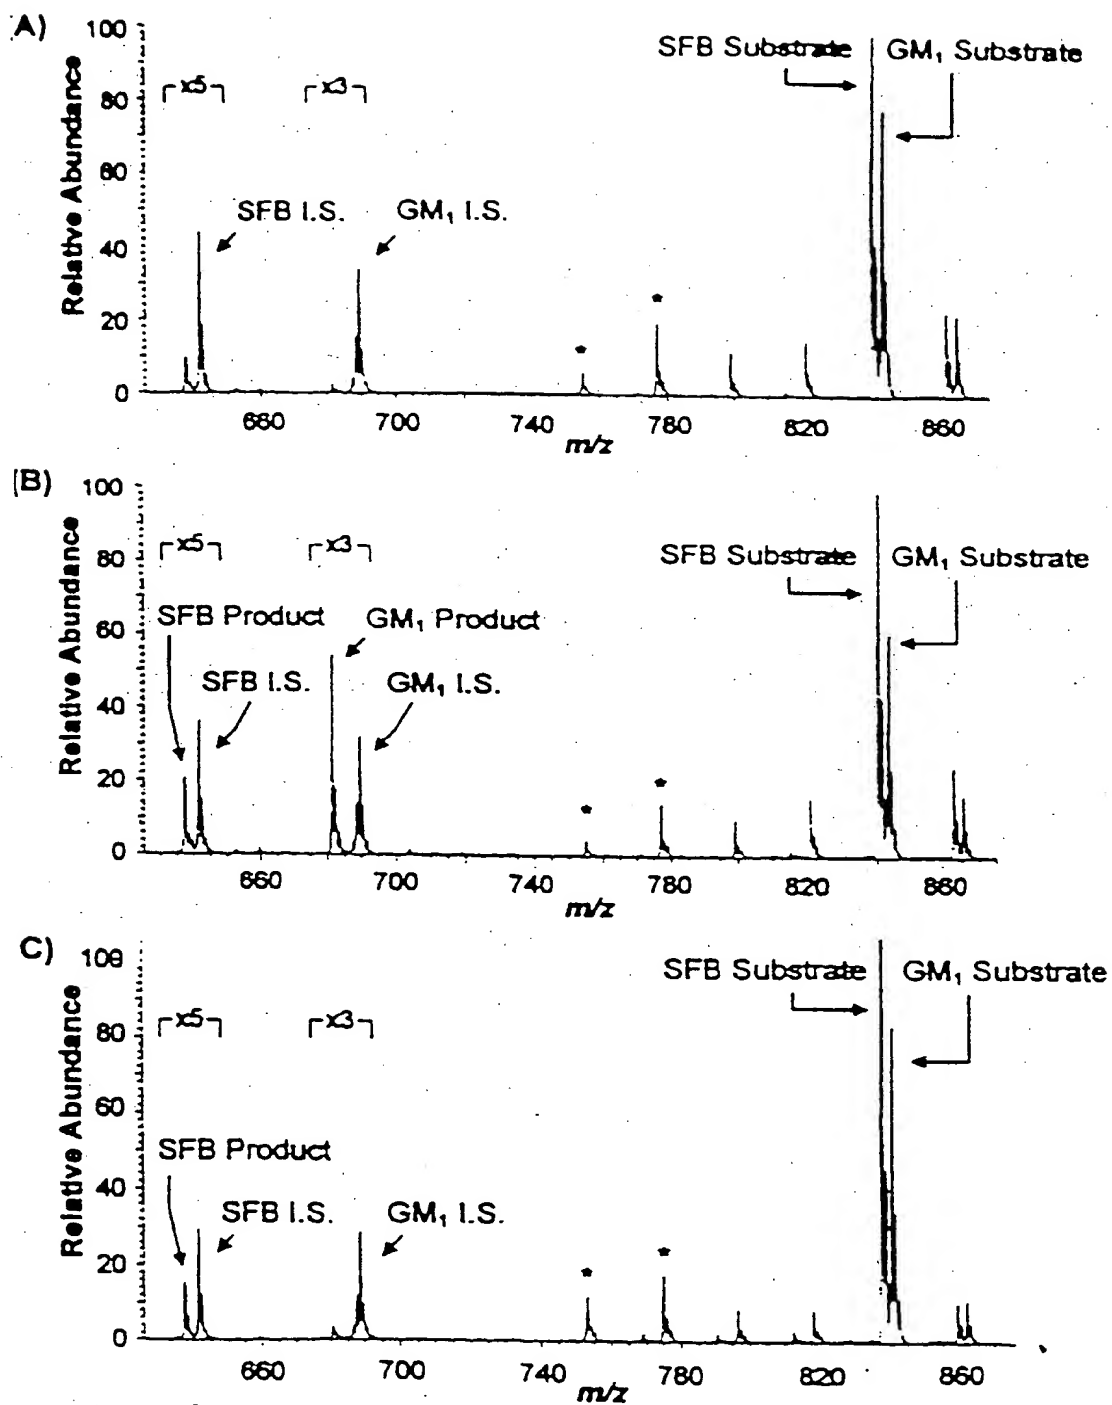 A)
100
SFB Substrate
GM₁ Substrate
x5
x3
80
60
SFB I.S.
GM₁ I.S.
40
*
20
*
0
660
700
740
780
820
860
m/z
Relative Abundance
(B)
100
x5
x3
SFB Substrate
GM₁ Substrate
80
SFB Product
GM₁ Product
60
SFB I.S.
GM₁ I.S.
40
*
*
20
0
660
700
740
780
820
860
m/z
Relative Abundance
C)
100
SFB Substrate
GM₁ Substrate
x5
x3
80
60
SFB Product
40
SFB I.S.
GM₁ I.S.
*
*
20
0
660
700
740
780
820
860
m/z
Relative Abundance